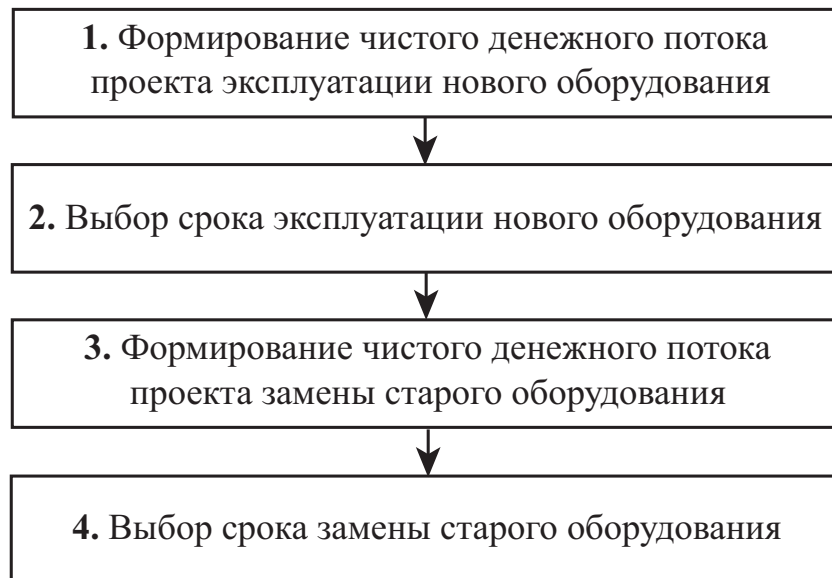 1. Формирование чистого денежного потока
проекта эксплуатации нового оборудования
2. Выбор срока эксплуатации нового оборудования
3. Формирование чистого денежного потока
проекта замены старого оборудования
4. Выбор срока замены старого оборудования